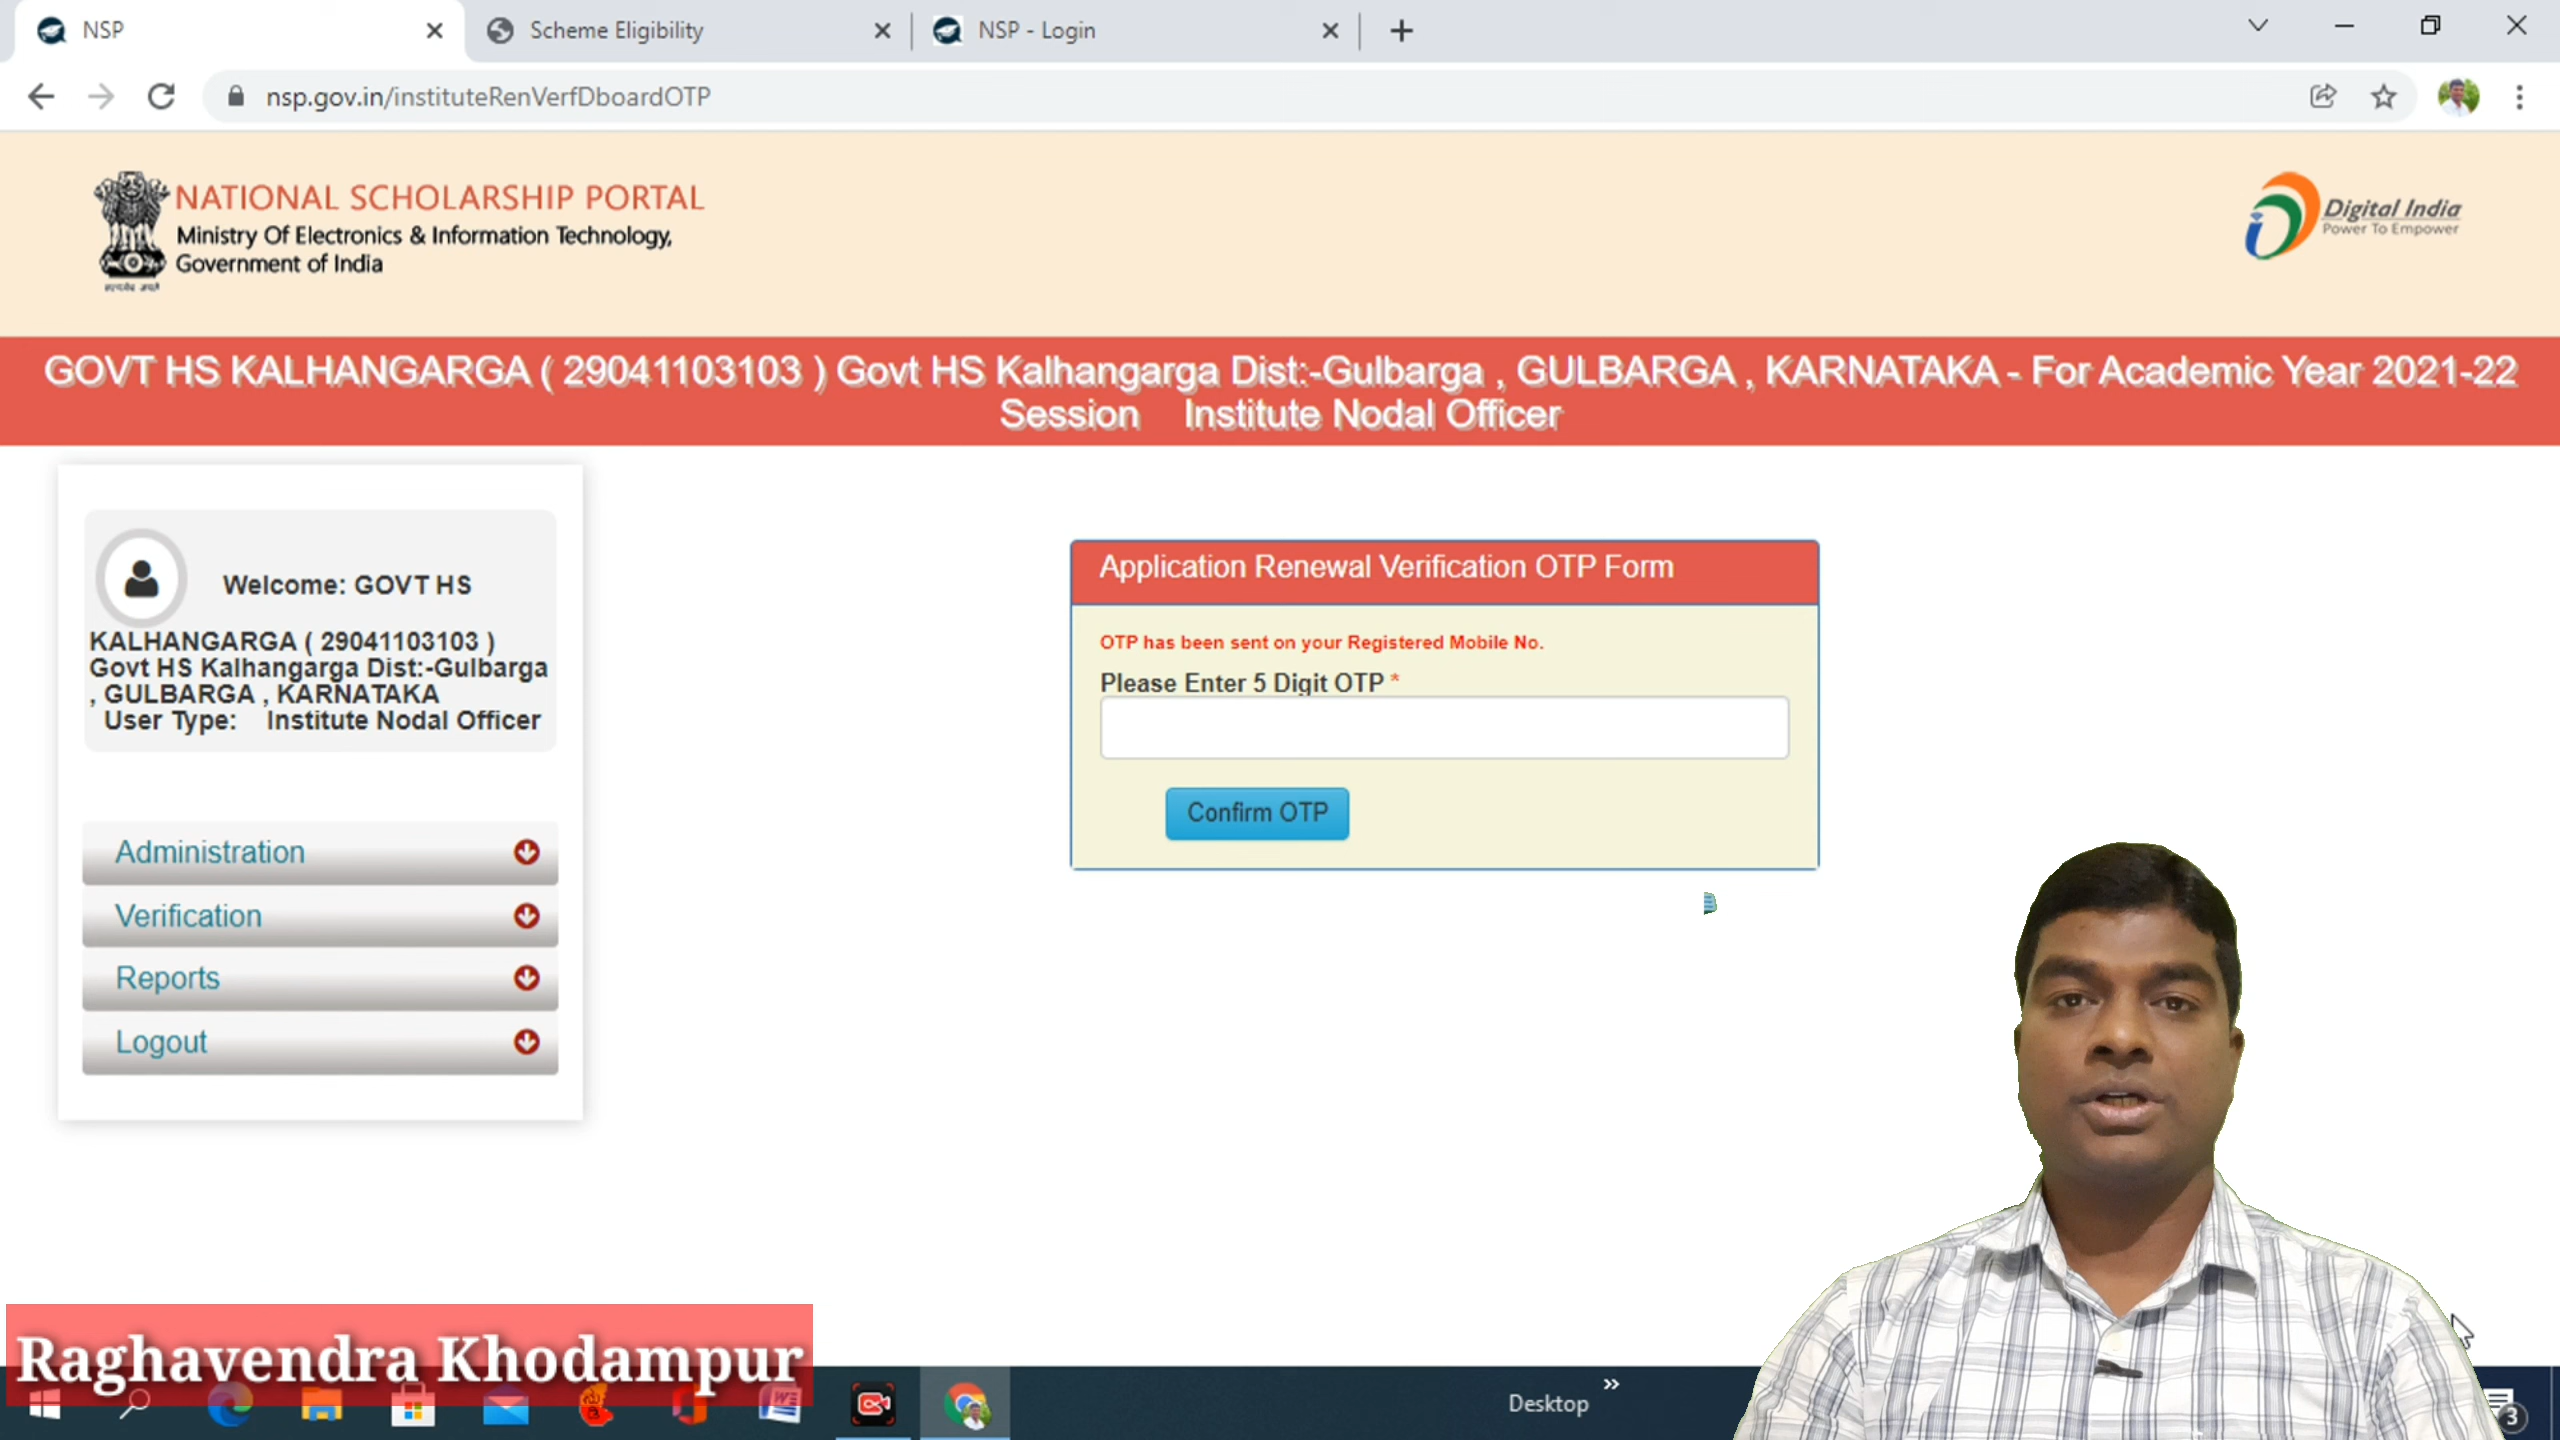 NSP
Scheme Eligibility
NSP - Login
nsp.gov.in/instituteRenVerfDboardOTP
NATIONAL SCHOLARSHIP PORTAL
Ministry Of Electronics & Information Technology,
Government of India
Digital India
Power To Empower
GOVT HS KALHANGARGA ( 29041103103 ) Govt HS Kalhangarga Dist:-Gulbarga , GULBARGA , KARNATAKA - For Academic Year 2021-22
Session Institute Nodal Officer
Welcome: GOVT HS
KALHANGARGA ( 29041103103 )
Govt HS Kalhangarga Dist:-Gulbarga
, GULBARGA , KARNATAKA
User Type: Institute Nodal Officer
Administration
Verification
Reports
Logout
Application Renewal Verification OTP Form
OTP has been sent on your Registered Mobile No.
Please Enter 5 Digit OTP *
Confirm OTP
Raghavendra Khodampur
Desktop
3